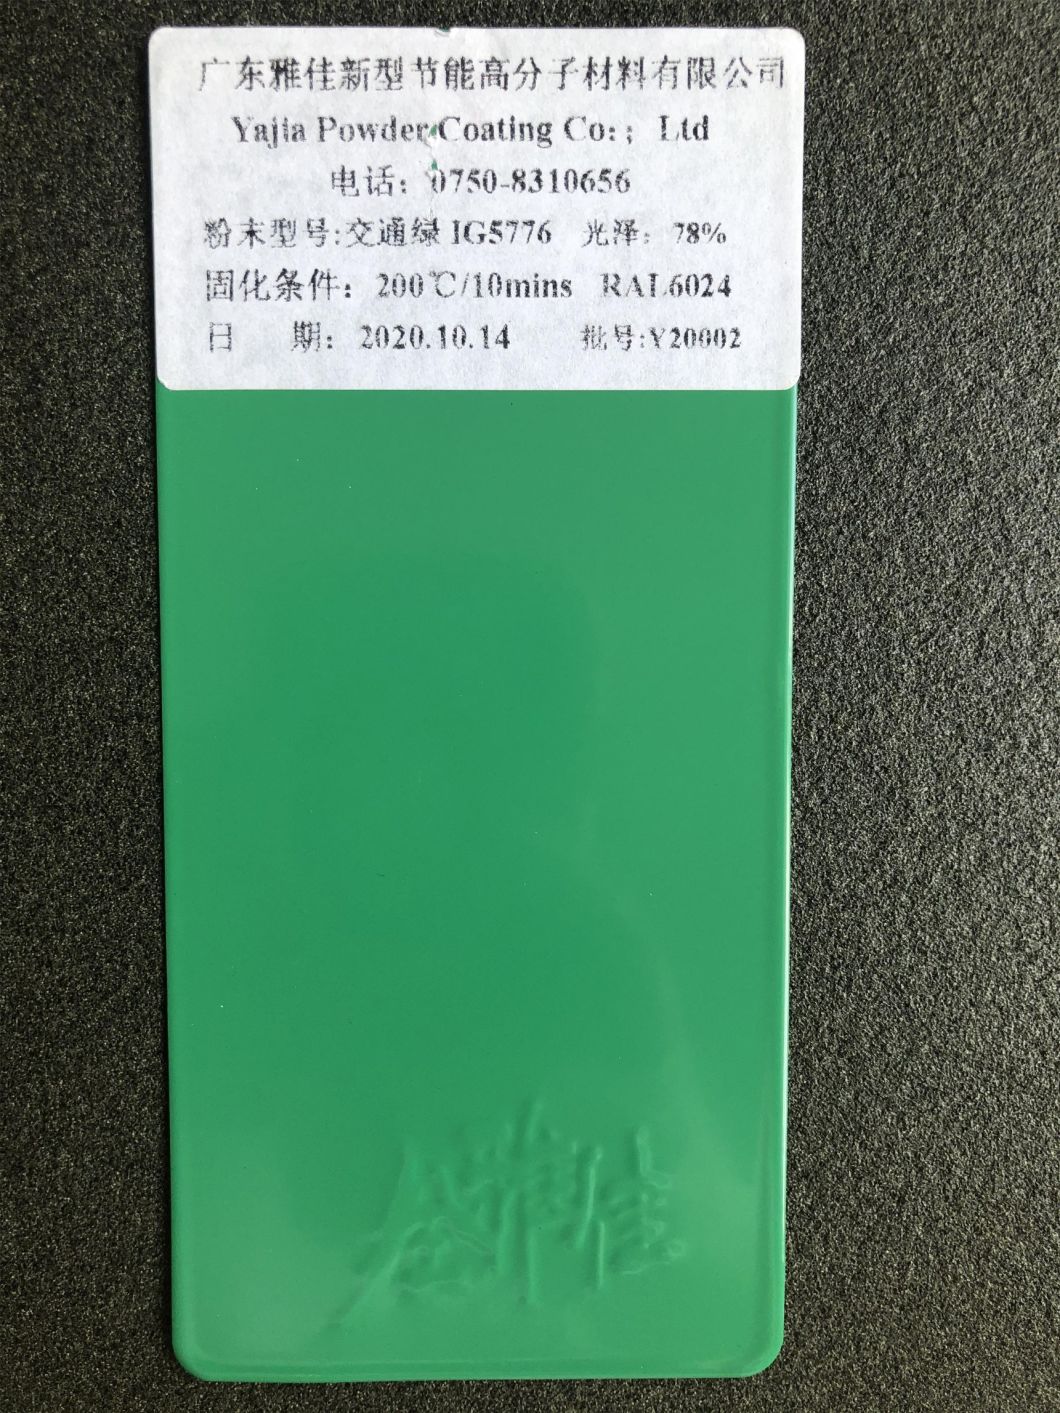 广东雅佳新型节能高分子材料有限公司
Yajia Powder Coating Co:; Ltd
电话：0750-8310656
粉末型号:交通绿 IG5776 光泽：78%
固化条件：200℃/10mins RAL6024
日 期：2020.10.14 批号:Y20002